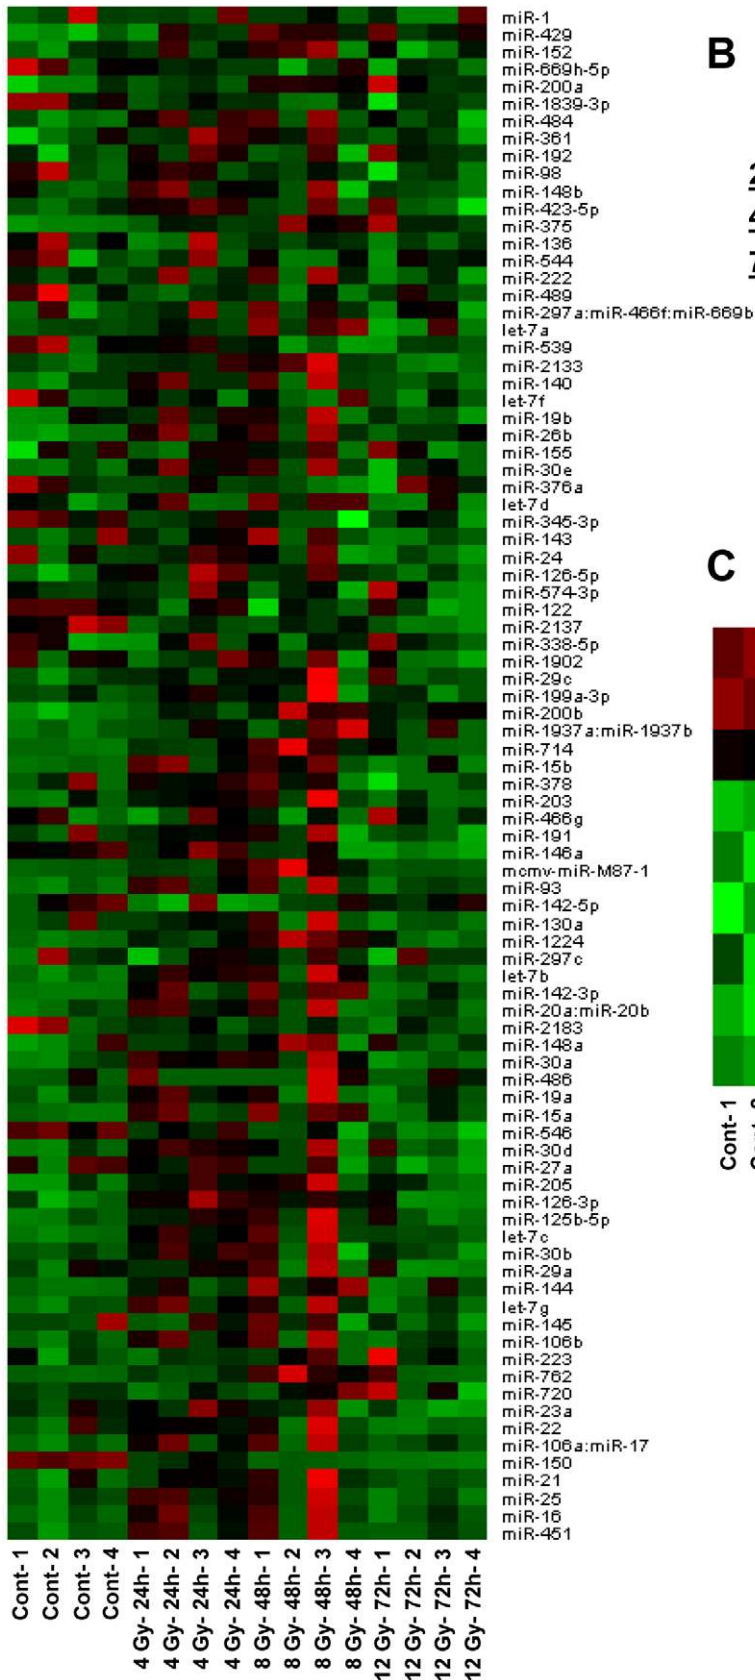 miR-1
miR-429
miR-152
miR-669h-5p
miR-200a
miR-1839-3p
miR-484
miR-361
miR-192
miR-98
miR-148b
miR-423-5p
miR-375
miR-136
miR-544
miR-222
miR-489
miR-297a:miR-466f:miR-669b
let-7a
miR-539
miR-2133
miR-140
let-7f
miR-19b
miR-26b
miR-155
miR-30e
miR-376a
let-7d
miR-345-3p
miR-143
miR-24
miR-126-5p
miR-574-3p
miR-122
miR-2137
miR-338-5p
miR-1902
miR-29c
miR-199a-3p
miR-200b
miR-1937a:miR-1937b
miR-714
miR-15b
miR-378
miR-203
miR-466g
miR-191
miR-146a
mcmv-miR-M87-1
miR-93
miR-142-5p
miR-130a
miR-1224
miR-297c
let-7b
miR-142-3p
miR-20a:miR-20b
miR-2183
miR-148a
miR-30a
miR-486
miR-19a
miR-15a
miR-546
miR-30d
miR-27a
miR-205
miR-126-3p
miR-125b-5p
let-7c
miR-30b
miR-29a
miR-144
let-7g
miR-145
miR-106b
miR-223
miR-762
miR-720
miR-23a
miR-22
miR-106a:miR-17
miR-150
miR-21
miR-25
miR-16
miR-451
Cont- 1
Cont- 2
Cont- 3
Cont- 4
4 Gy- 24h- 1
4 Gy- 24h- 2
4 Gy- 24h- 3
4 Gy- 24h- 4
8 Gy- 48h- 1
8 Gy- 48h- 2
8 Gy- 48h- 3
8 Gy- 48h- 4
12 Gy- 72h- 1
12 Gy- 72h- 2
12 Gy- 72h- 3
12 Gy- 72h- 4
B
C
Cont- 1